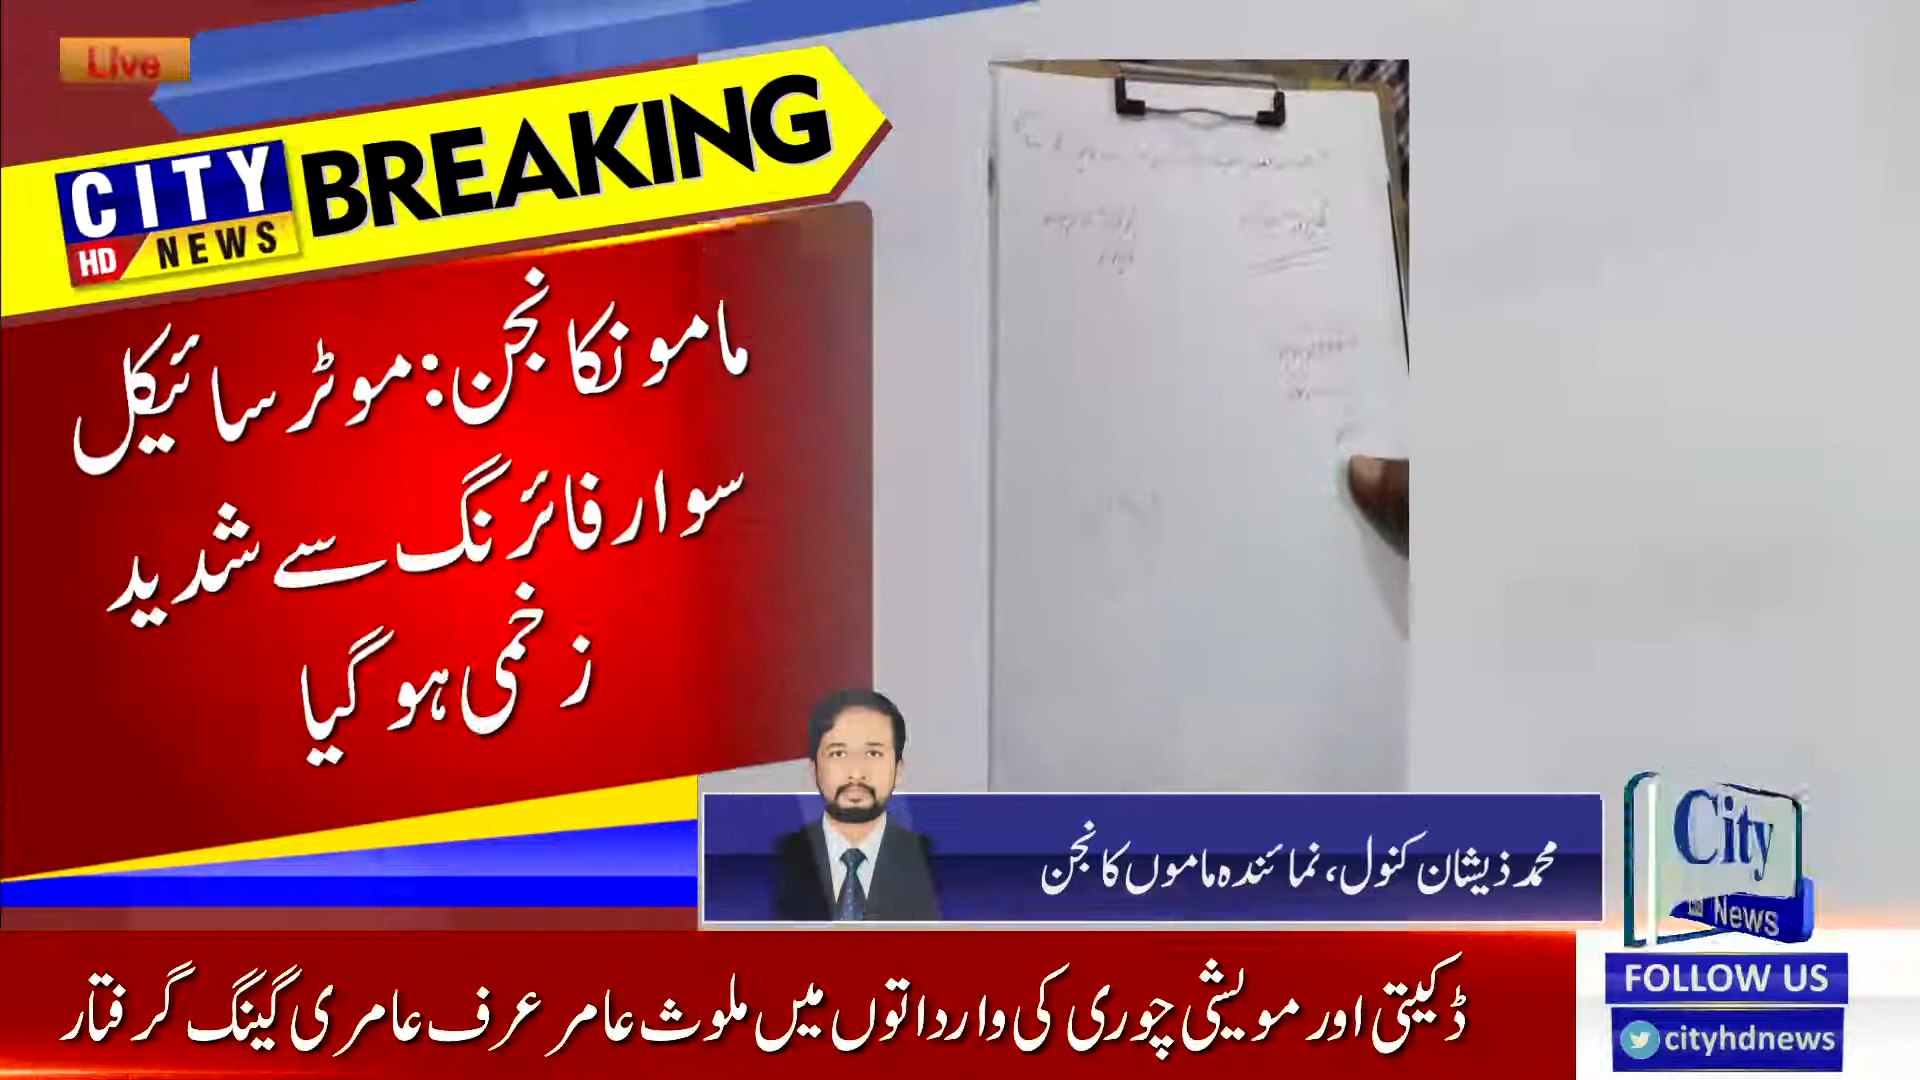 Live
CITY
HD NEWS
BREAKING
مامونکانجن: موٹر سائیکل
سوار فائرنگ سے شدید
زخمی ہو گیا
محمد ذیشان کنول، نمائندہ ماموں کانجن
City
HD News
FOLLOW US
cityhdnews
ڈکیتی اور مویشی چوری کی وارداتوں میں ملوث عامر عرف عامری گینگ گرفتار